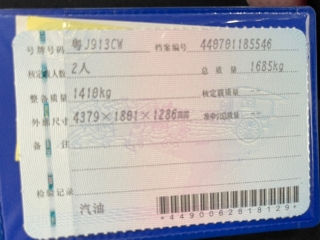 号牌号码 粤J913CW 档案编号 440701185546
核定载人数 2人 总质量 1685kg
整备质量 1410kg 核定载质量
外廓尺寸 4379×1801×1286mm 准牵引总质量
备注
检验记录
汽油
*4490062818129*